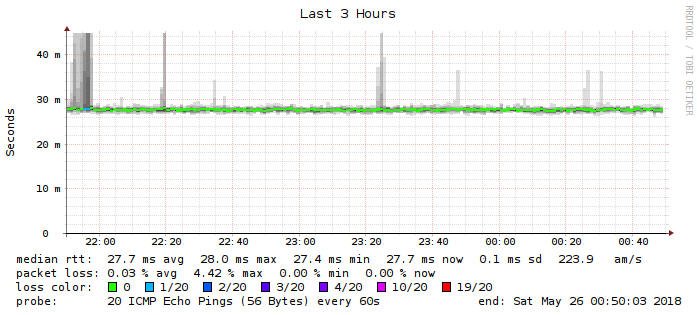 Last 3 Hours
RRDTOOL / TOBI OETIKER
Seconds
40 m
30 m
20 m
10 m
0
22:00 22:20 22:40 23:00 23:20 23:40 00:00 00:20 00:40
median rtt: 27.7 ms avg 28.0 ms max 27.4 ms min 27.7 ms now 0.1 ms sd 223.9 am/s
packet loss: 0.03 % avg 4.42 % max 0.00 % min 0.00 % now
loss color: 0 1/20 2/20 3/20 4/20 10/20 19/20
probe: 20 ICMP Echo Pings (56 Bytes) every 60s end: Sat May 26 00:50:03 2018